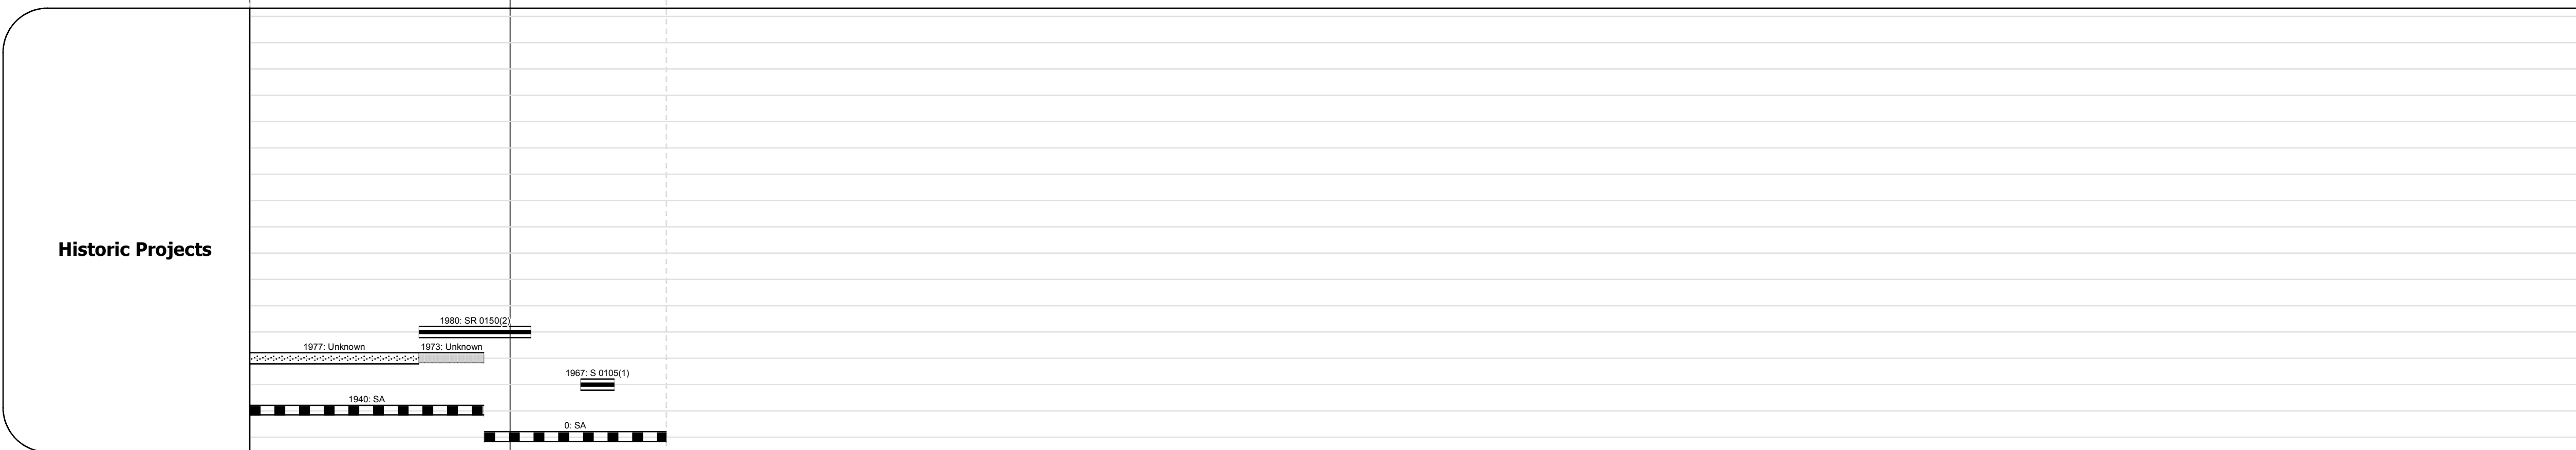 Historic Projects
1980: SR 0150(2)
1977: Unknown
1973: Unknown
1967: S 0105(1)
1940: SA
0: SA